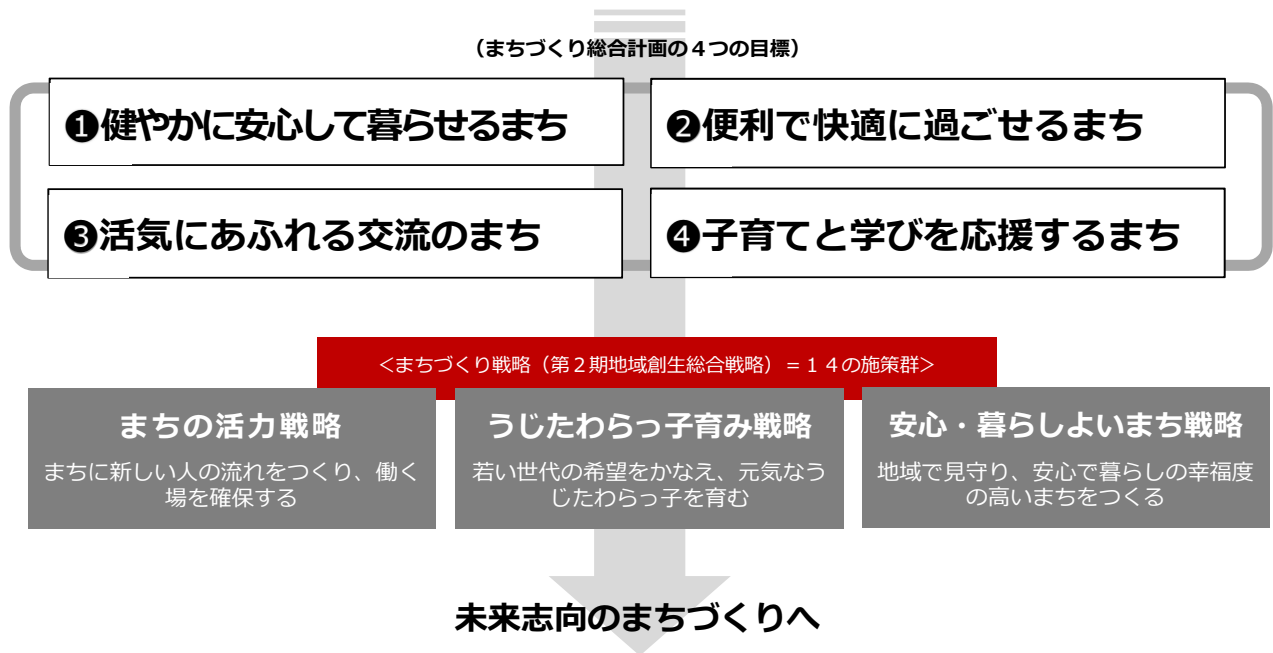 （まちづくり総合計画の４つの目標）
❶健やかに安心して暮らせるまち
❷便利で快適に過ごせるまち
❸活気にあふれる交流のまち
❹子育てと学びを応援するまち
＜まちづくり戦略（第２期地域創生総合戦略）＝１４の施策群＞
まちの活力戦略
まちに新しい人の流れをつくり、働く
場を確保する
うじたわらっ子育み戦略
若い世代の希望をかなえ、元気なう
じたわらっ子を育む
安心・暮らしよいまち戦略
地域で見守り、安心で暮らしの幸福度
の高いまちをつくる
未来志向のまちづくりへ